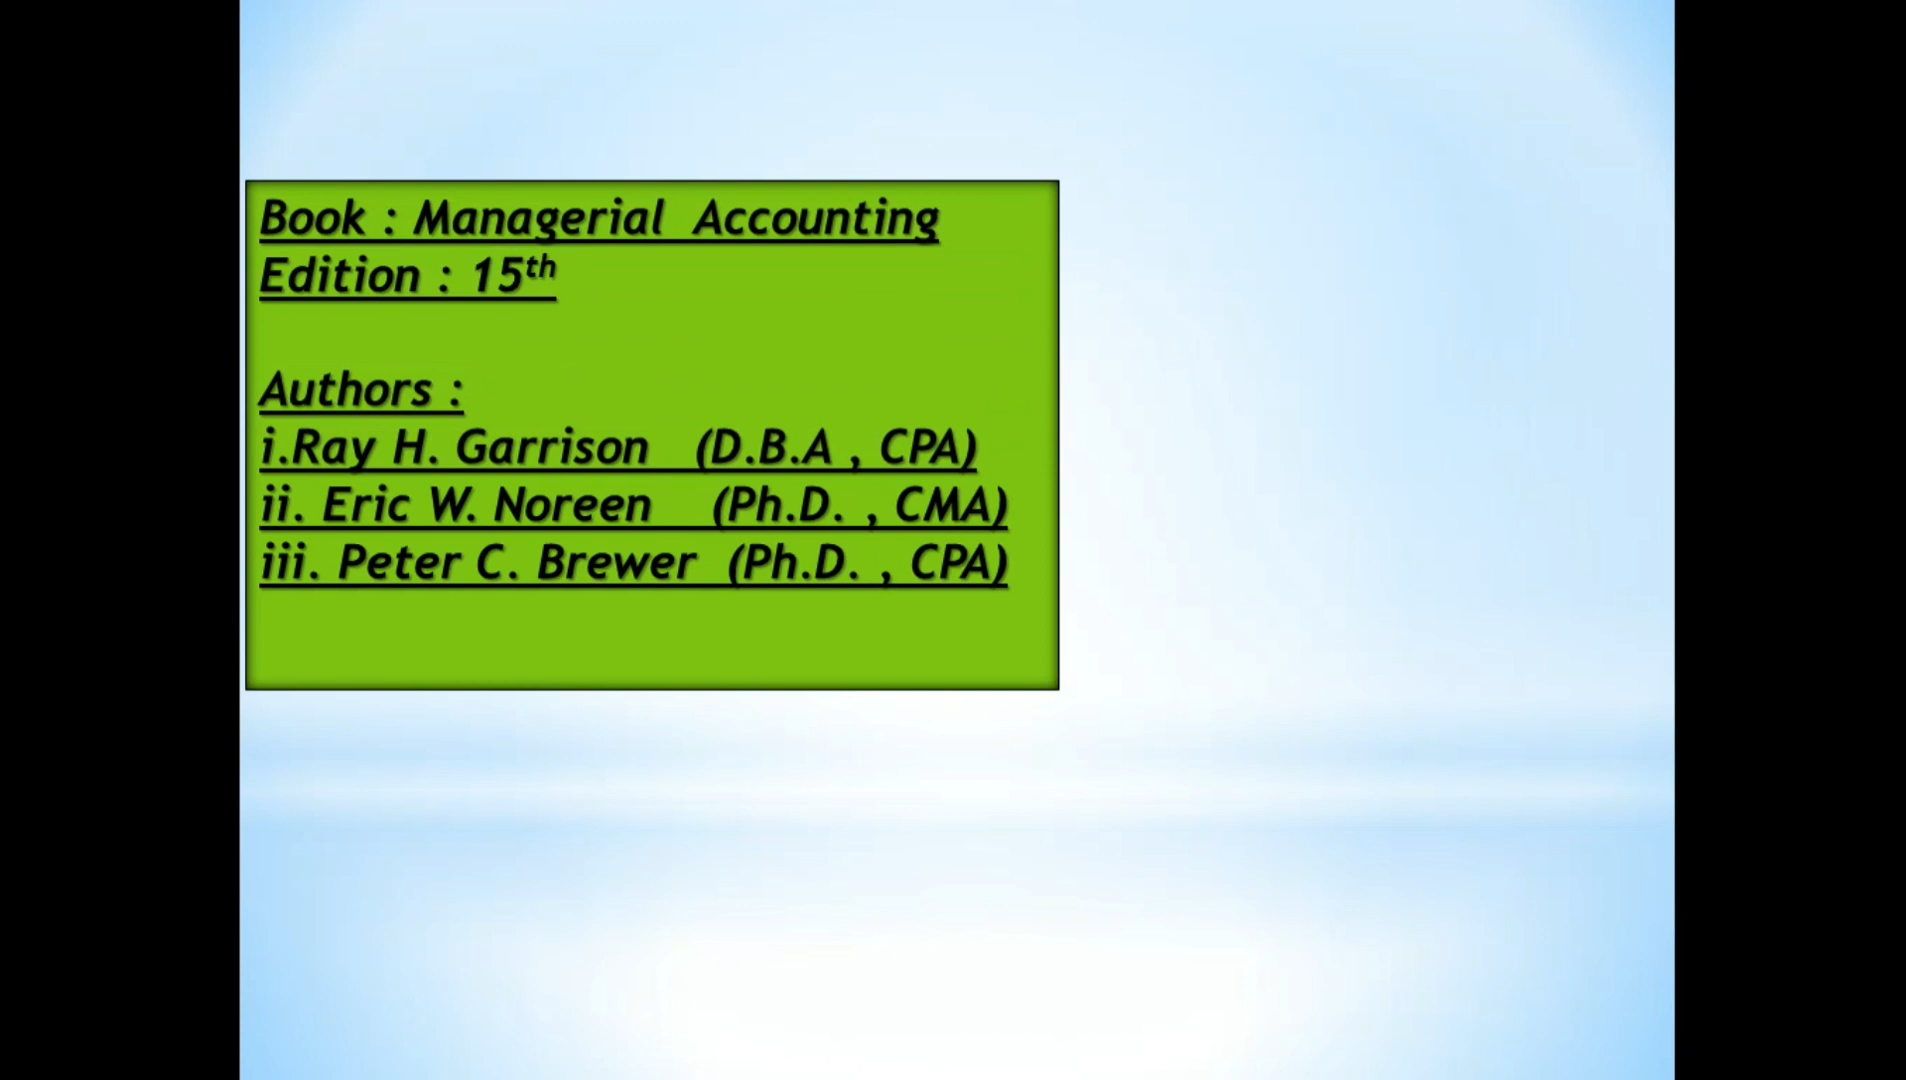 Book : Managerial Accounting
Edition : 15th
Authors :
i.Ray H. Garrison (D.B.A , CPA)
ii. Eric W. Noreen (Ph.D. , CMA)
iii. Peter C. Brewer (Ph.D. , CPA)